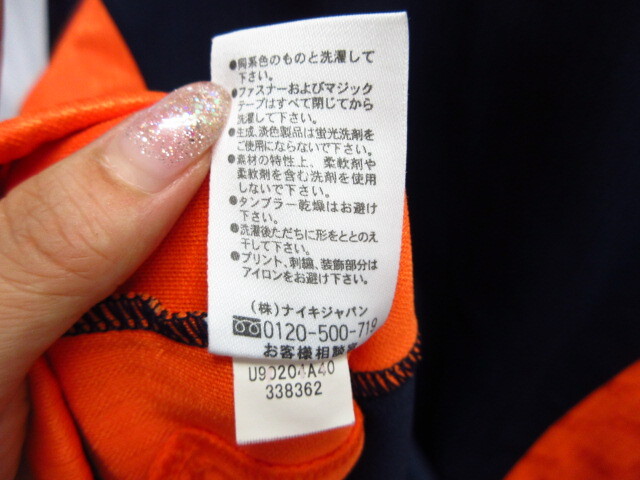 ●同系色のものと洗濯して
下さい。
●ファスナーおよびマジック
テープはすべて閉じてから
洗濯して下さい。
●生成、淡色製品は蛍光洗剤を
ご使用にならないで下さい。
●素材の特性上、柔軟剤や
柔軟剤を含む洗剤を使用
しないで下さい。
●タンブラー乾燥はお避け
下さい。
●洗濯後ただちに形をととのえ
干して下さい。
●プリント、刺繍、装飾部分は
アイロンをお避け下さい。
(株)ナイキジャパン
0120-500-719
お客様相談室
U90204A40
338362